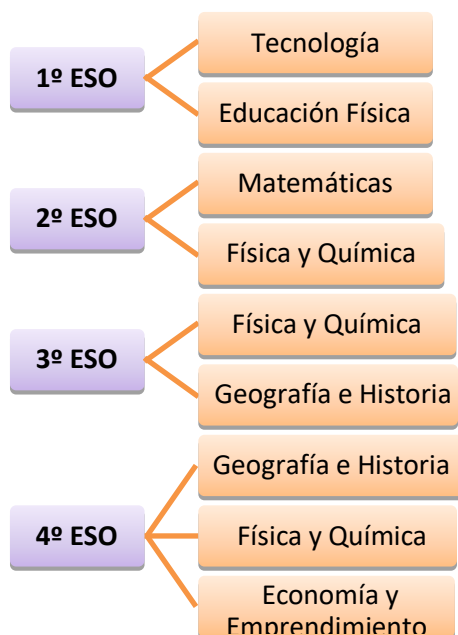 1º ESO
Tecnología
Educación Física
2º ESO
Matemáticas
Física y Química
3º ESO
Física y Química
Geografía e Historia
4º ESO
Geografía e Historia
Física y Química
Economía y
Emprendimiento